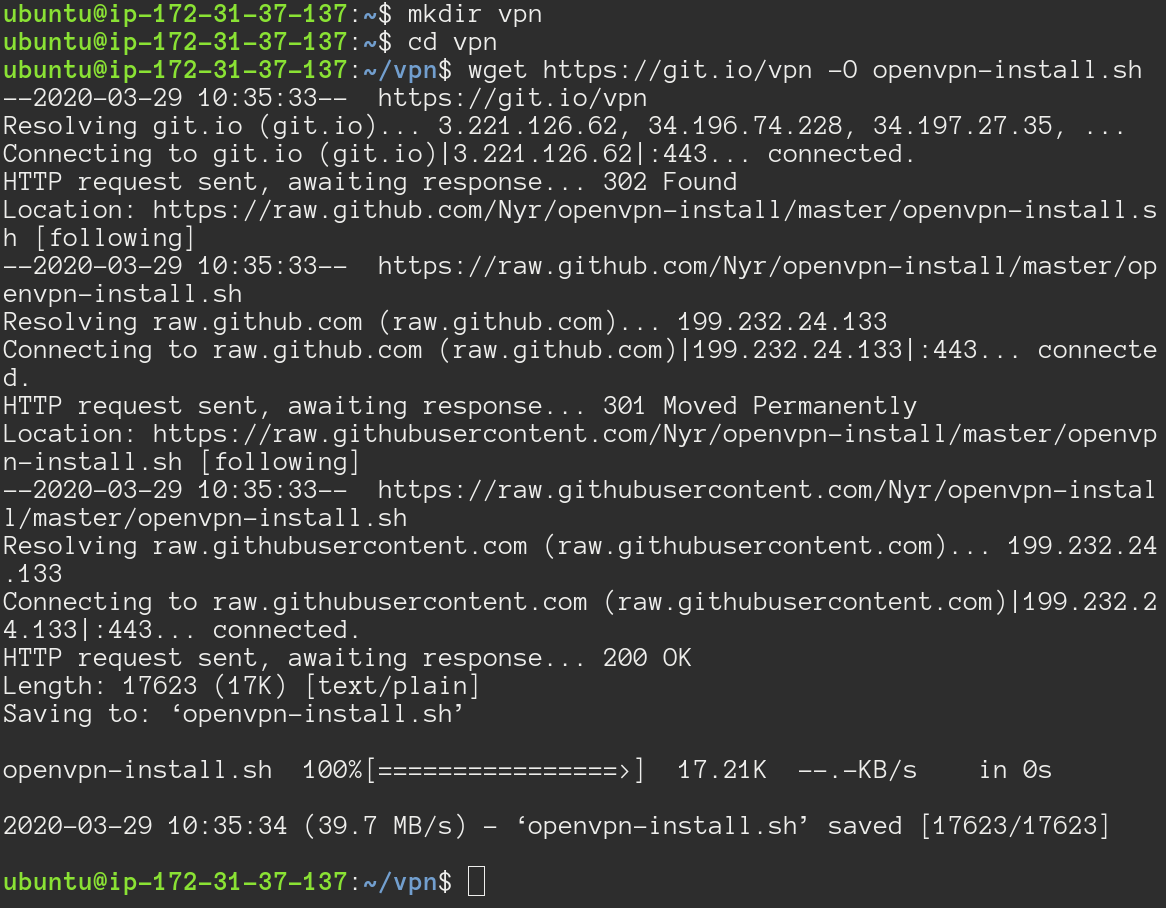 ubuntu@ip-172-31-37-137:~$ mkdir vpn
ubuntu@ip-172-31-37-137:~$ cd vpn
ubuntu@ip-172-31-37-137:~/vpn$ wget https://git.io/vpn -O openvpn-install.sh
--2020-03-29 10:35:33--  https://git.io/vpn
Resolving git.io (git.io)... 3.221.126.62, 34.196.74.228, 34.197.27.35, ...
Connecting to git.io (git.io)|3.221.126.62|:443... connected.
HTTP request sent, awaiting response... 302 Found
Location: https://raw.github.com/Nyr/openvpn-install/master/openvpn-install.s
h [following]
--2020-03-29 10:35:33--  https://raw.github.com/Nyr/openvpn-install/master/op
envpn-install.sh
Resolving raw.github.com (raw.github.com)... 199.232.24.133
Connecting to raw.github.com (raw.github.com)|199.232.24.133|:443... connecte
d.
HTTP request sent, awaiting response... 301 Moved Permanently
Location: https://raw.githubusercontent.com/Nyr/openvpn-install/master/openvp
n-install.sh [following]
--2020-03-29 10:35:33--  https://raw.githubusercontent.com/Nyr/openvpn-instal
l/master/openvpn-install.sh
Resolving raw.githubusercontent.com (raw.githubusercontent.com)... 199.232.24
.133
Connecting to raw.githubusercontent.com (raw.githubusercontent.com)|199.232.2
4.133|:443... connected.
HTTP request sent, awaiting response... 200 OK
Length: 17623 (17K) [text/plain]
Saving to: ‘openvpn-install.sh’

openvpn-install.sh  100%[================>]  17.21K  --.-KB/s    in 0s

2020-03-29 10:35:34 (39.7 MB/s) - ‘openvpn-install.sh’ saved [17623/17623]

ubuntu@ip-172-31-37-137:~/vpn$